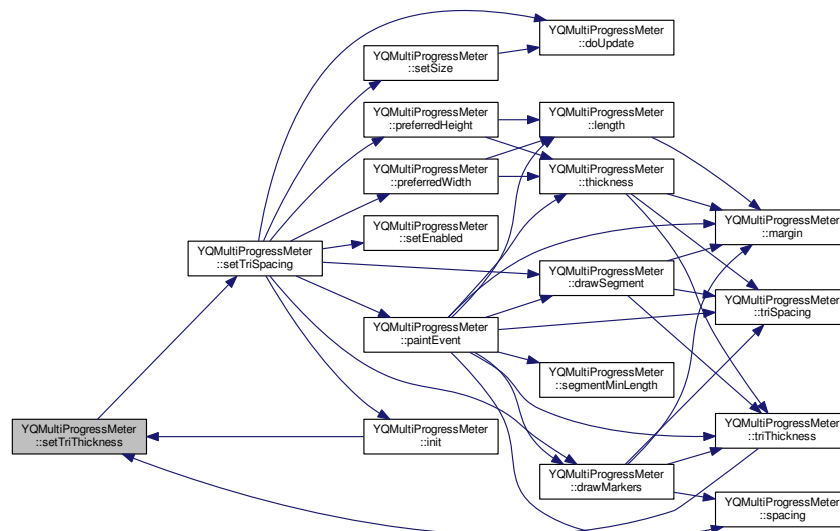 YQMultiProgressMeter
::doUpdate
YQMultiProgressMeter
::setSize
YQMultiProgressMeter
::preferredHeight
YQMultiProgressMeter
::length
YQMultiProgressMeter
::preferredWidth
YQMultiProgressMeter
::thickness
YQMultiProgressMeter
::margin
YQMultiProgressMeter
::setEnabled
YQMultiProgressMeter
::setTriSpacing
YQMultiProgressMeter
::drawSegment
YQMultiProgressMeter
::triSpacing
YQMultiProgressMeter
::paintEvent
YQMultiProgressMeter
::segmentMinLength
YQMultiProgressMeter
::setTriThickness
YQMultiProgressMeter
::init
YQMultiProgressMeter
::triThickness
YQMultiProgressMeter
::drawMarkers
YQMultiProgressMeter
::spacing